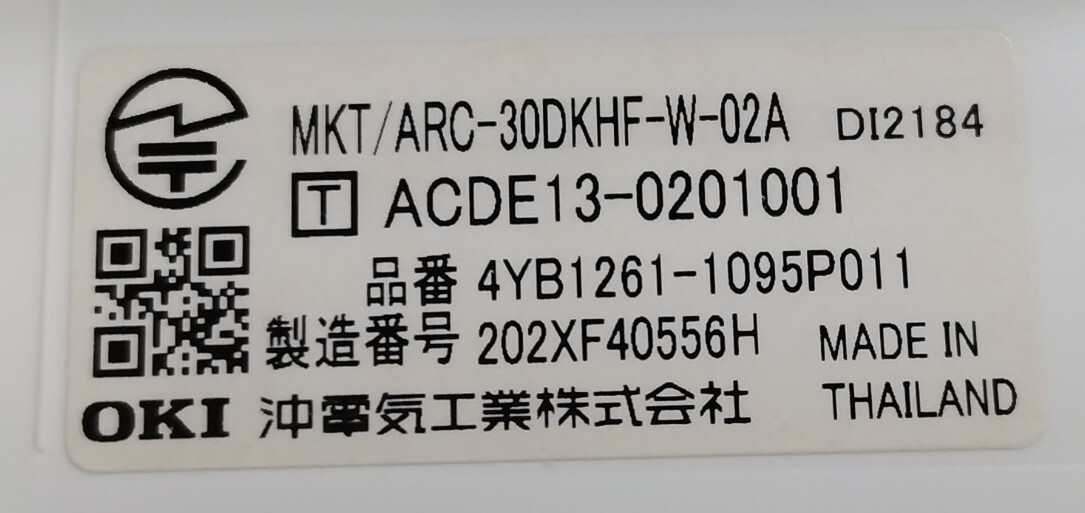 MKT/ARC-30DKHF-W-02A DI2184
T ACDE13-0201001
品番 4YB1261-1095P011
製造番号 202XF40556H MADE IN
OKI 沖電気工業株式会社 THAILAND